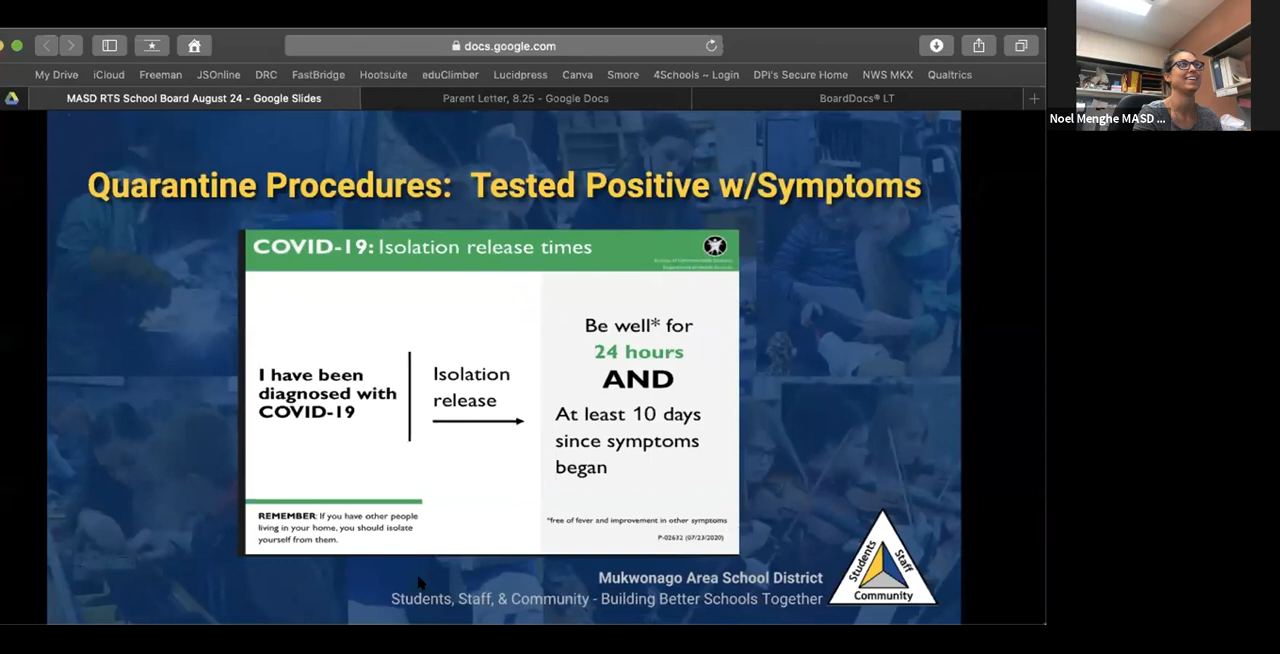 docs.google.com
My Drive iCloud Freeman JSOnline DRC FastBridge Hootsuite eduClimber Lucidpress Canva Smore 4Schools ~ Login DPI's Secure Home NWS MKX Qualtrics
MASD RTS School Board August 24 - Google Slides Parent Letter, 8.25 - Google Docs BoardDocs® LT
Noel Menghe MASD ...
Quarantine Procedures: Tested Positive w/Symptoms
COVID-19: Isolation release times
I have been
diagnosed with
COVID-19
Isolation
release
Be well* for
24 hours
AND
At least 10 days
since symptoms
began
REMEMBER: If you have other people
living in your home, you should isolate
yourself from them.
*free of fever and improvement in other symptoms
P-02632 (07/23/2020)
Mukwonago Area School District
Students, Staff, & Community - Building Better Schools Together
Students
Staff
Community